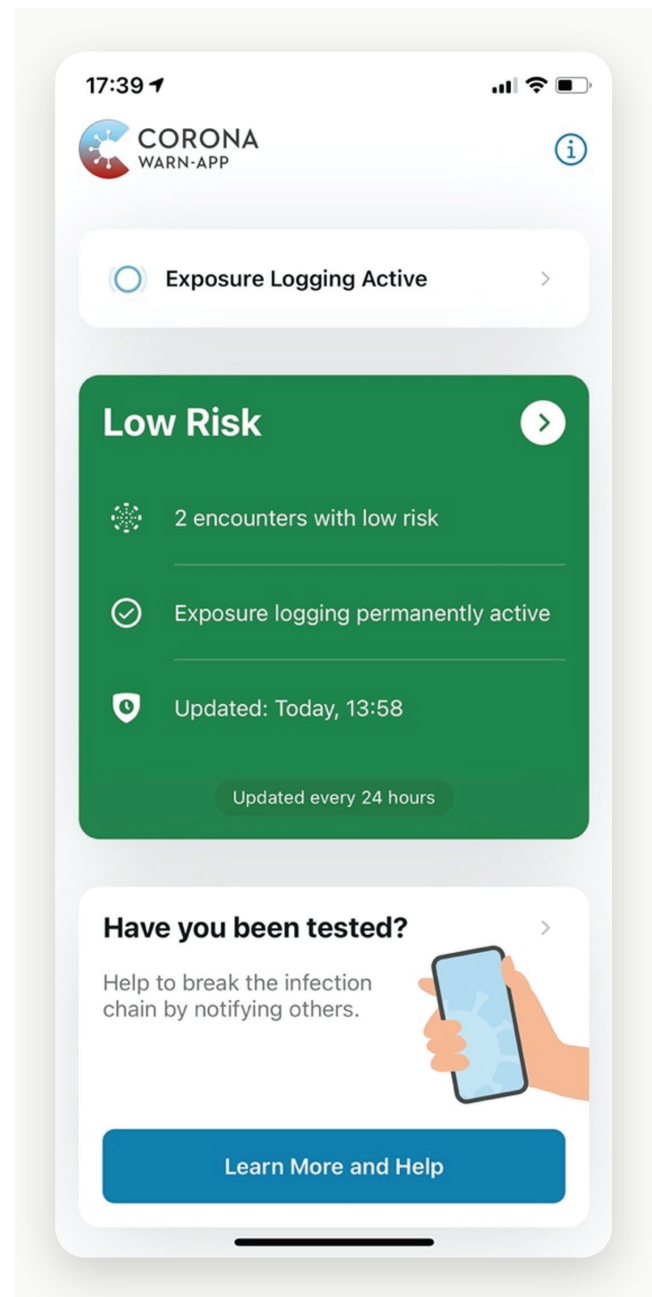 17:39
CORONA
WARN-APP
Exposure Logging Active
Low Risk
2 encounters with low risk
Exposure logging permanently active
Updated: Today, 13:58
Updated every 24 hours
Have you been tested?
Help to break the infection
chain by notifying others.
Learn More and Help